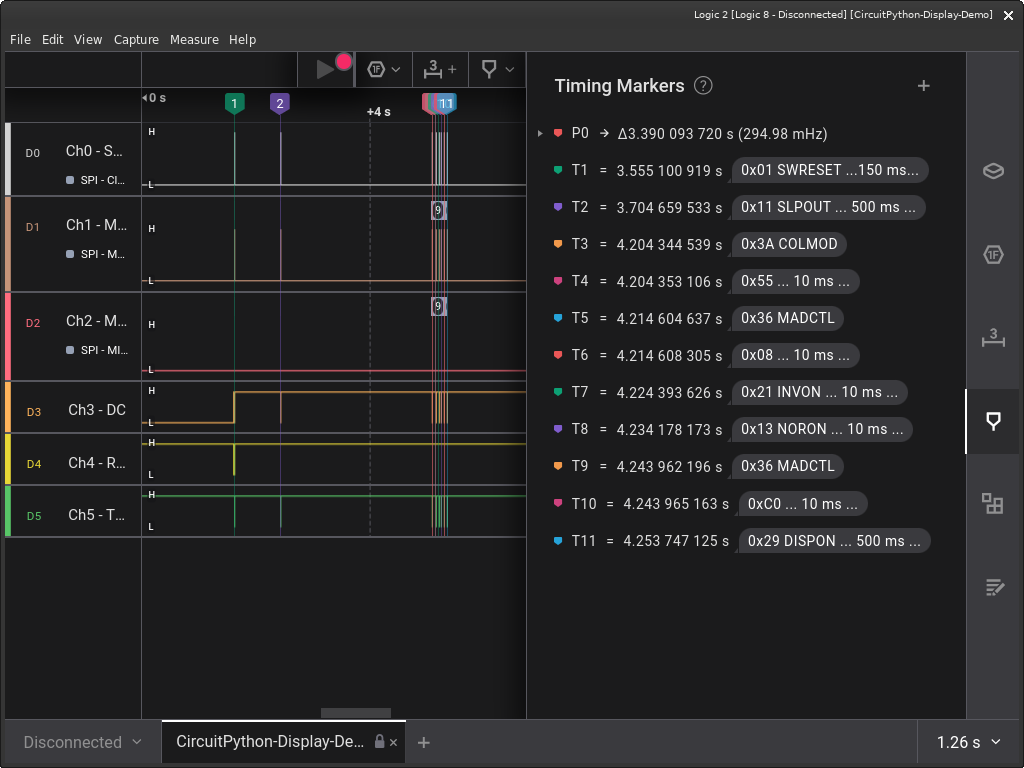 Logic 2 [Logic 8 - Disconnected] [CircuitPython-Display-Demo]
File Edit View Capture Measure Help
1F 3 +
0 s 1 2 +4 s 11
D0 Ch0 - S... H
SPI - Cl... L
D1 Ch1 - M... H 9
SPI - M... L
D2 Ch2 - M... H 9
SPI - MI... L
D3 Ch3 - DC H L
D4 Ch4 - R... H L
D5 Ch5 - T... H L
Timing Markers ? +
P0 → Δ3.390 093 720 s (294.98 mHz)
T1 = 3.555 100 919 s 0x01 SWRESET ...150 ms...
T2 = 3.704 659 533 s 0x11 SLPOUT ... 500 ms ...
T3 = 4.204 344 539 s 0x3A COLMOD
T4 = 4.204 353 106 s 0x55 ... 10 ms ...
T5 = 4.214 604 637 s 0x36 MADCTL
T6 = 4.214 608 305 s 0x08 ... 10 ms ...
T7 = 4.224 393 626 s 0x21 INVON ... 10 ms ...
T8 = 4.234 178 173 s 0x13 NORON ... 10 ms ...
T9 = 4.243 962 196 s 0x36 MADCTL
T10 = 4.243 965 163 s 0xC0 ... 10 ms ...
T11 = 4.253 747 125 s 0x29 DISPON ... 500 ms ...
1F
3
Disconnected CircuitPython-Display-De... × + 1.26 s